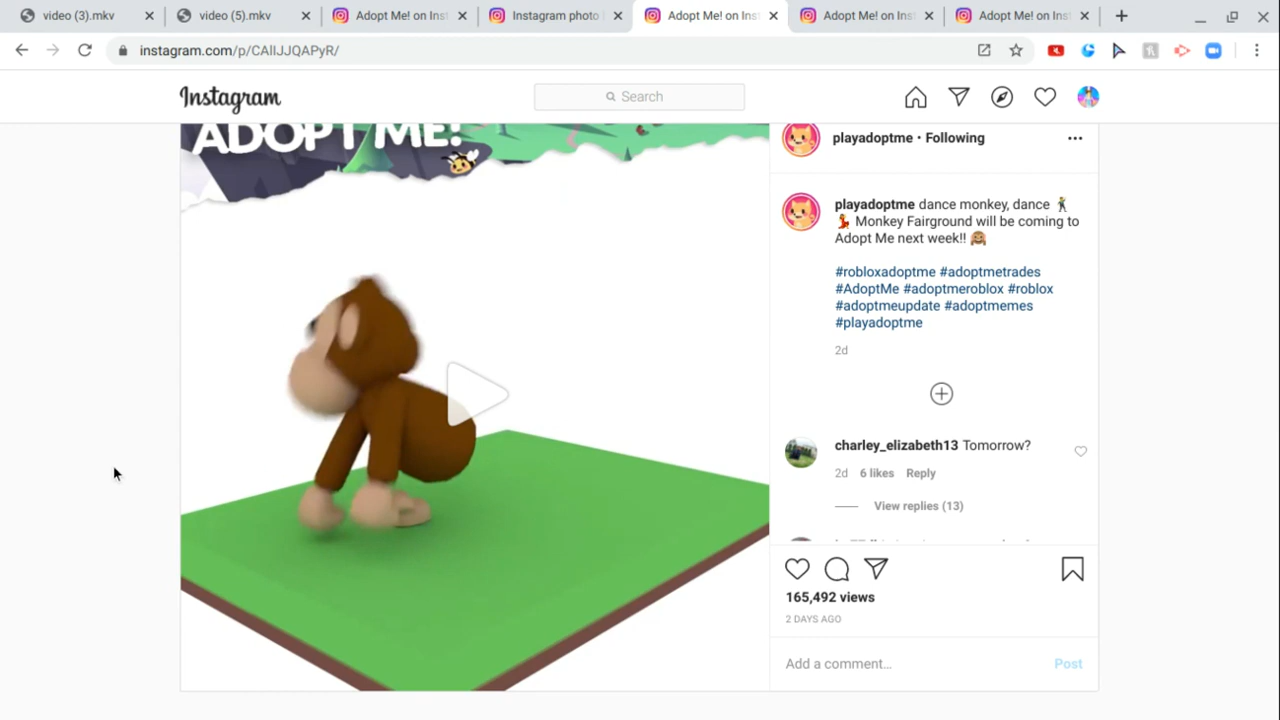 video (3).mkv
video (5).mkv
Adopt Me! on Inst
Instagram photo
Adopt Me! on Inst
Adopt Me! on Inst
Adopt Me! on Inst
instagram.com/p/CAlIJJQAPyR/
Instagram
Search
ADOPT ME!
playadoptme • Following
playadoptme dance monkey, dance 🕺
💃 Monkey Fairground will be coming to
Adopt Me next week!! 🙈
#robloxadoptme #adoptmetrades
#AdoptMe #adoptmeroblox #roblox
#adoptmeupdate #adoptmemes
#playadoptme
2d
charley_elizabeth13 Tomorrow?
2d 6 likes Reply
View replies (13)
165,492 views
2 DAYS AGO
Add a comment... Post